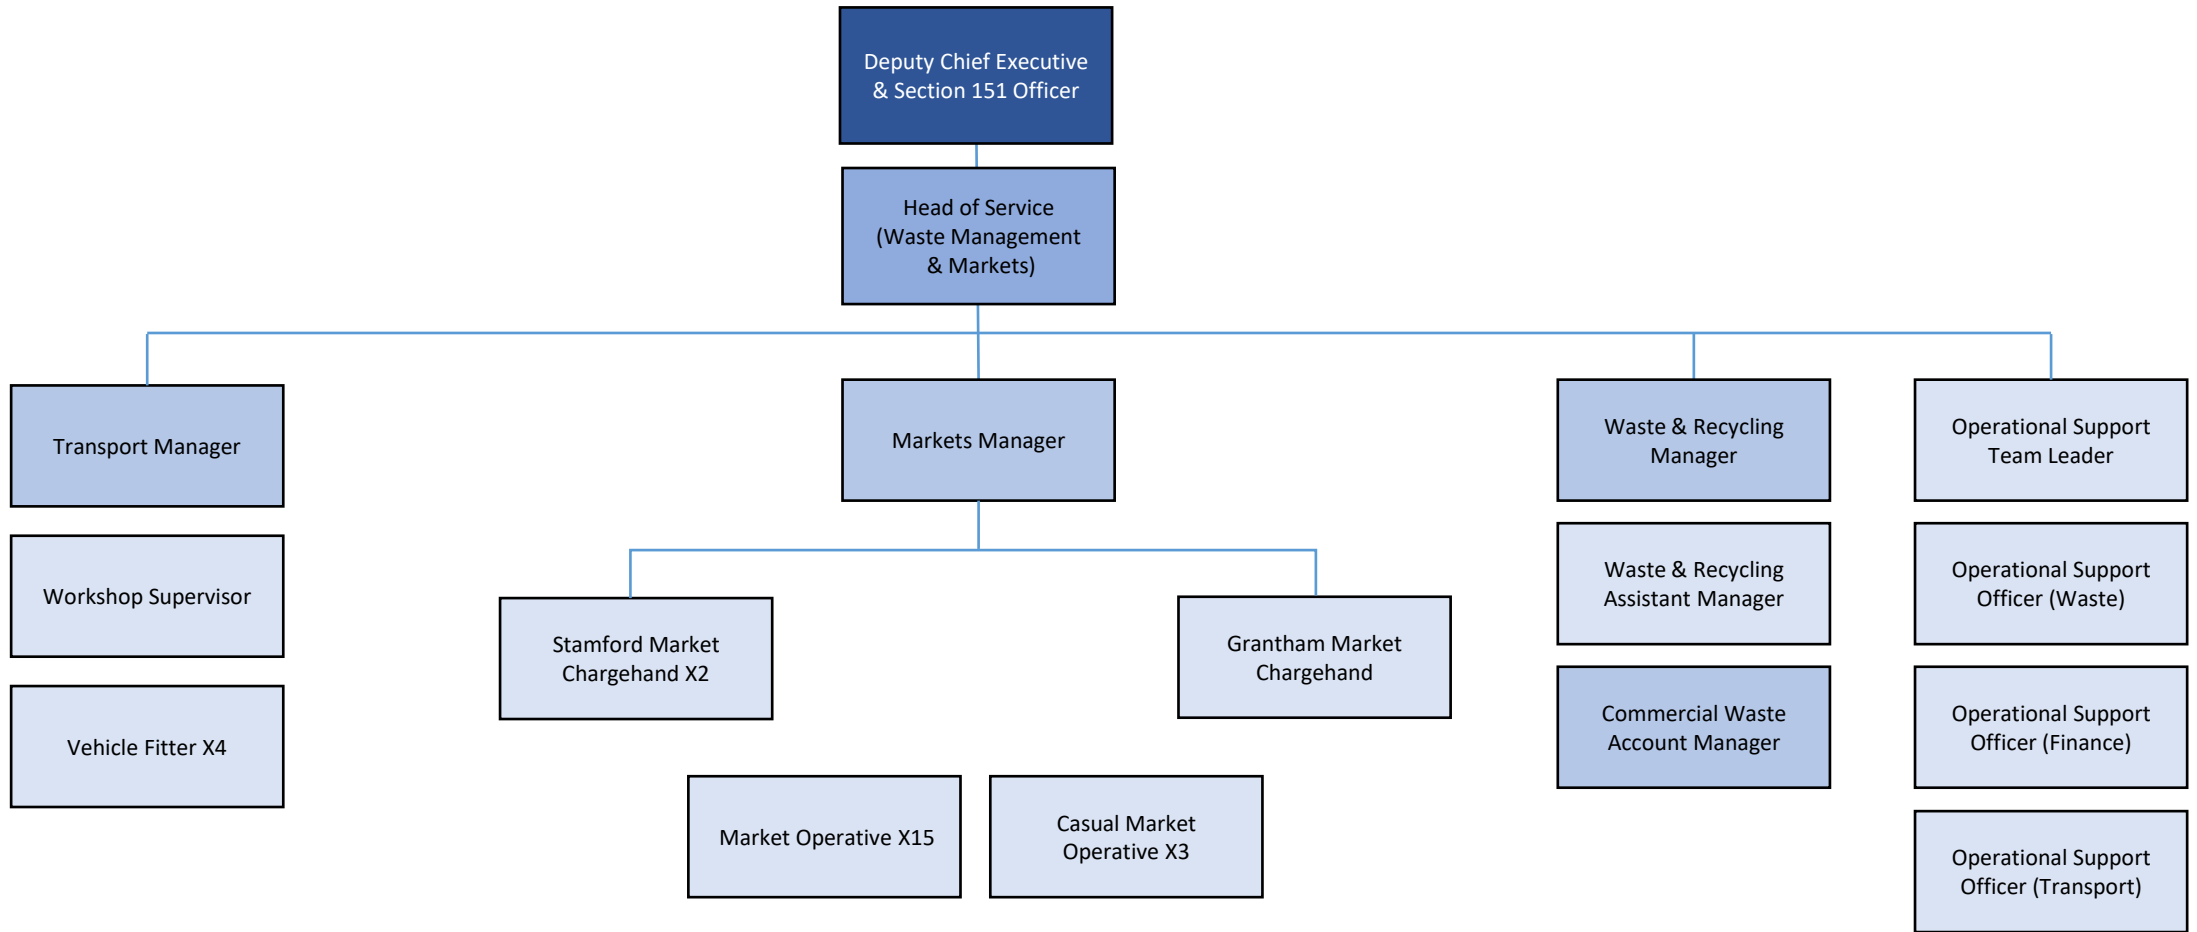 Deputy Chief Executive
& Section 151 Officer
Head of Service
(Waste Management
& Markets)
Transport Manager
Workshop Supervisor
Vehicle Fitter X4
Markets Manager
Stamford Market
Chargehand X2
Grantham Market
Chargehand
Market Operative X15
Casual Market
Operative X3
Waste & Recycling
Manager
Waste & Recycling
Assistant Manager
Commercial Waste
Account Manager
Operational Support
Team Leader
Operational Support
Officer (Waste)
Operational Support
Officer (Finance)
Operational Support
Officer (Transport)